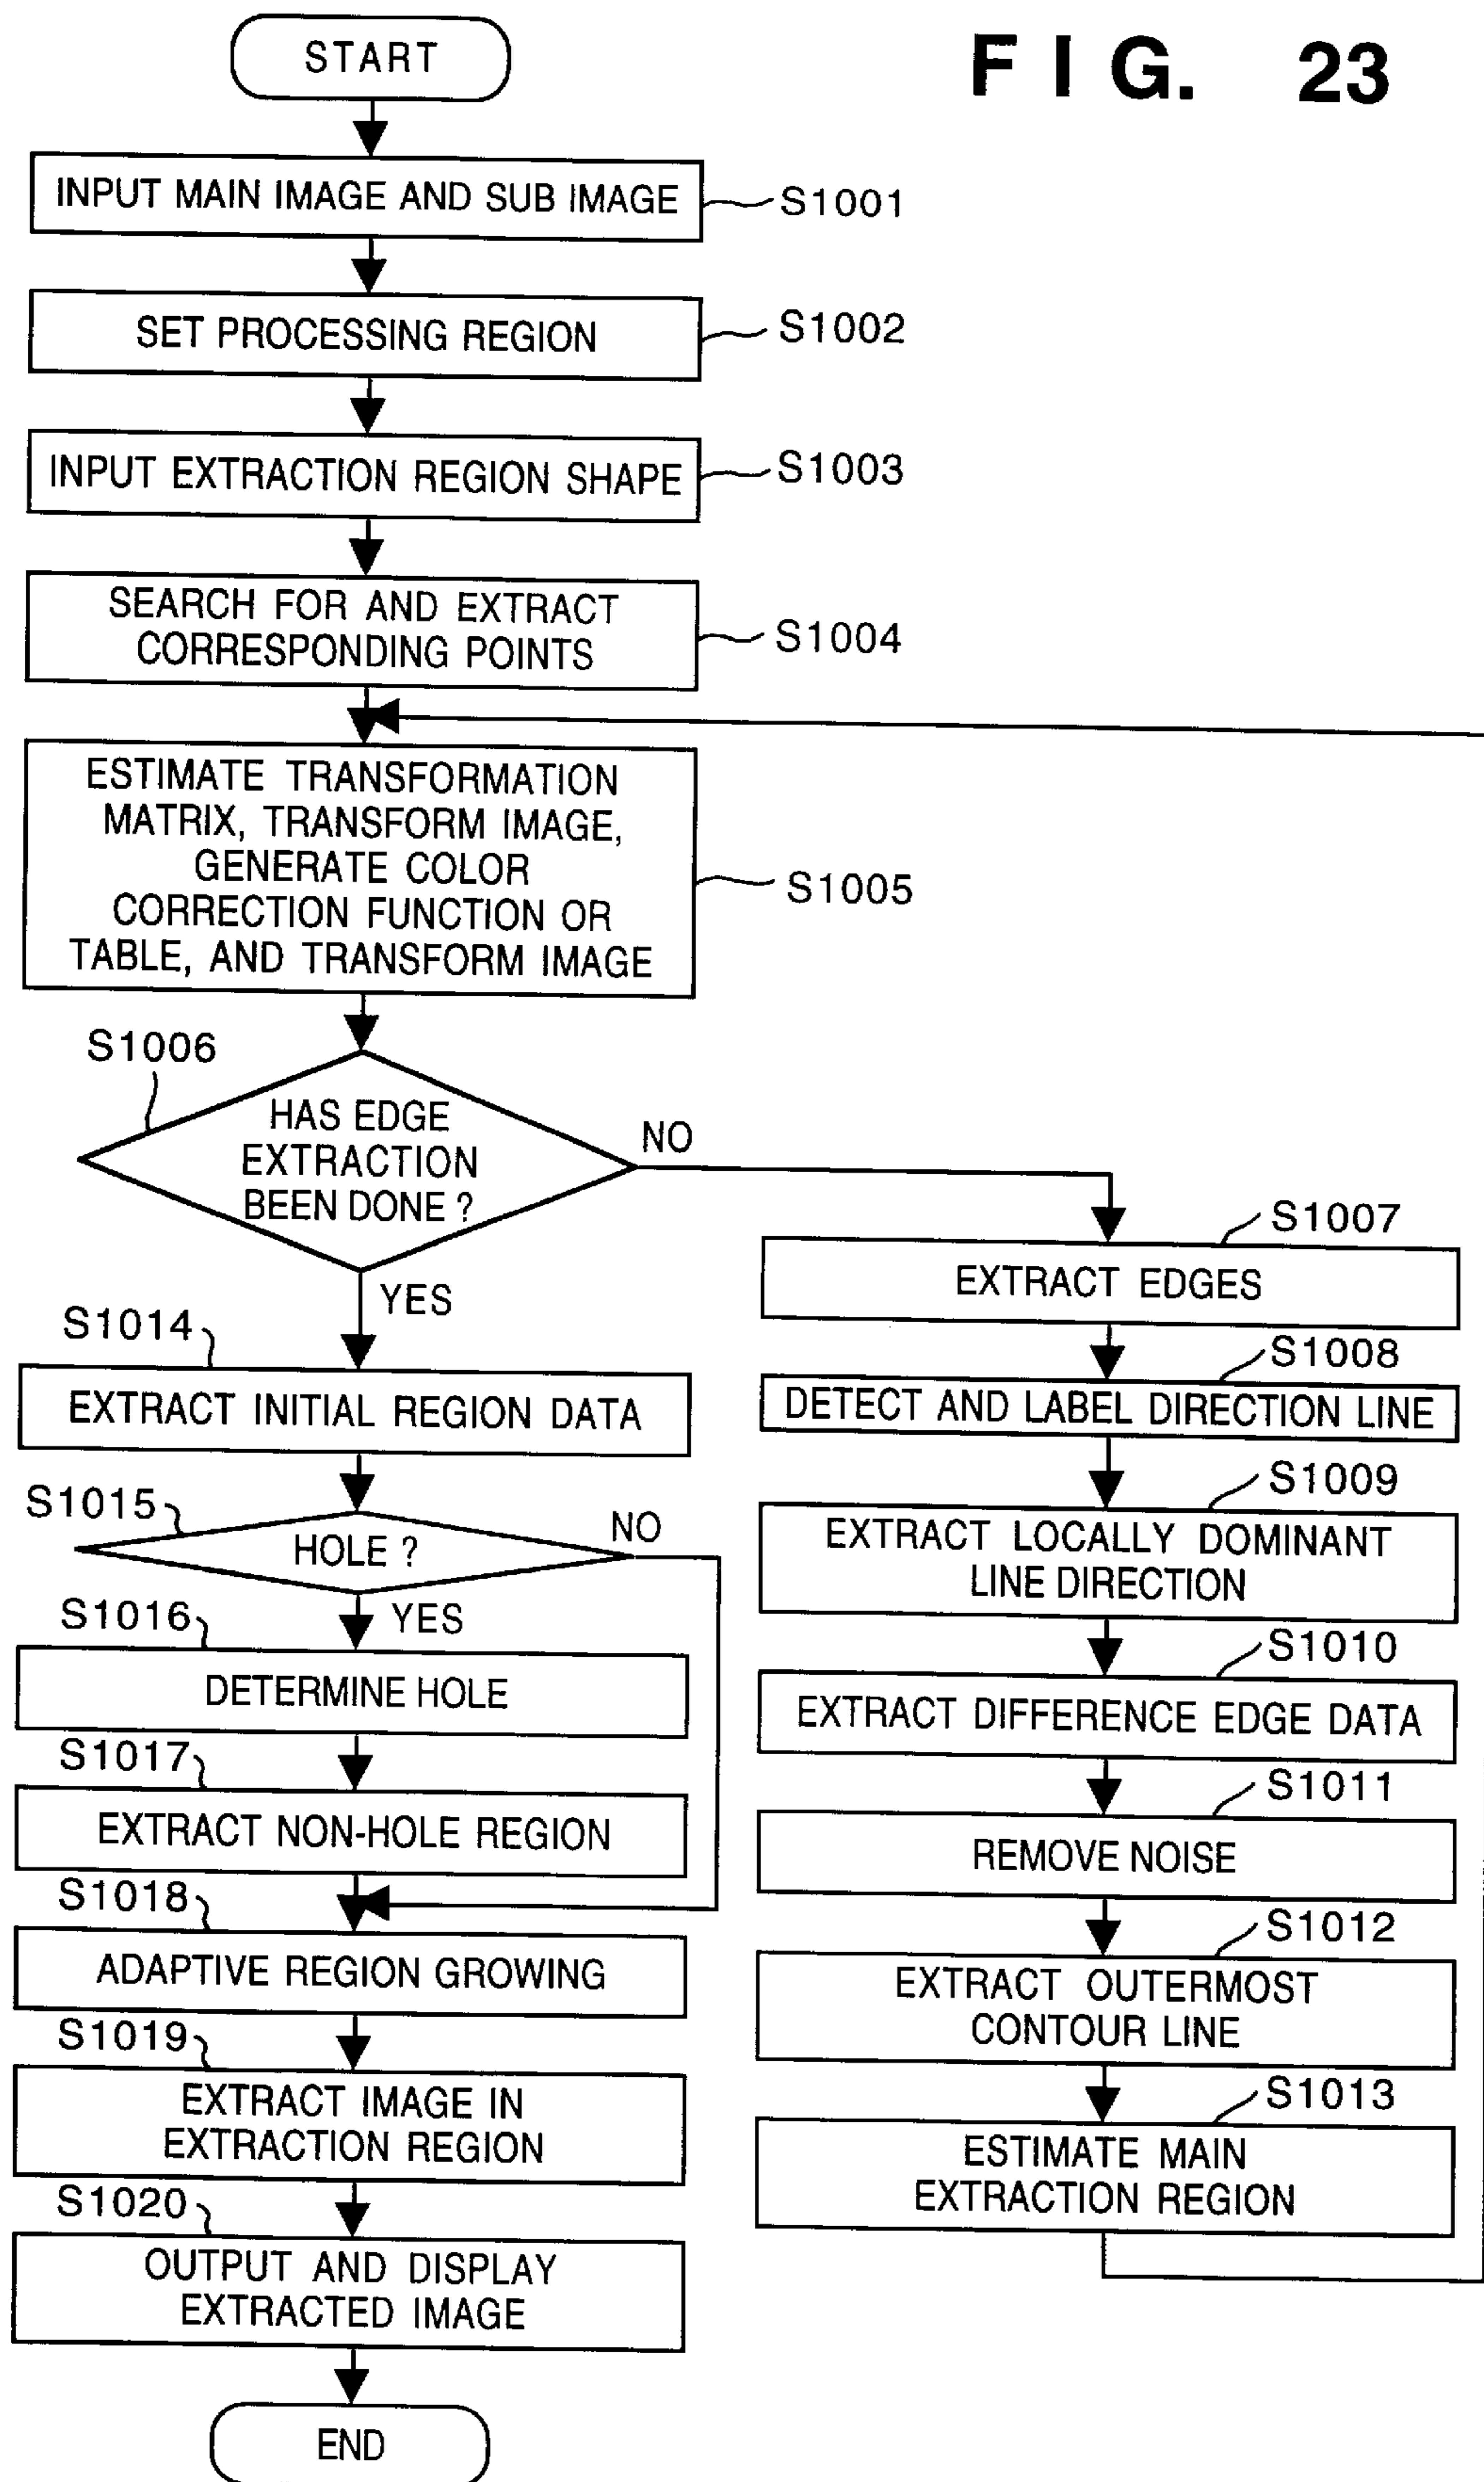 FIG. 23
START
INPUT MAIN IMAGE AND SUB IMAGE
S1001
SET PROCESSING REGION
S1002
INPUT EXTRACTION REGION SHAPE
S1003
SEARCH FOR AND EXTRACT
CORRESPONDING POINTS
S1004
ESTIMATE TRANSFORMATION
MATRIX, TRANSFORM IMAGE,
GENERATE COLOR
CORRECTION FUNCTION OR
TABLE, AND TRANSFORM IMAGE
S1005
S1006
HAS EDGE
EXTRACTION
BEEN DONE ?
NO
YES
S1007
EXTRACT EDGES
S1008
DETECT AND LABEL DIRECTION LINE
S1009
EXTRACT LOCALLY DOMINANT
LINE DIRECTION
S1010
EXTRACT DIFFERENCE EDGE DATA
S1011
REMOVE NOISE
S1012
EXTRACT OUTERMOST
CONTOUR LINE
S1013
ESTIMATE MAIN
EXTRACTION REGION
S1014
EXTRACT INITIAL REGION DATA
S1015
HOLE ?
NO
YES
S1016
DETERMINE HOLE
S1017
EXTRACT NON-HOLE REGION
S1018
ADAPTIVE REGION GROWING
S1019
EXTRACT IMAGE IN
EXTRACTION REGION
S1020
OUTPUT AND DISPLAY
EXTRACTED IMAGE
END